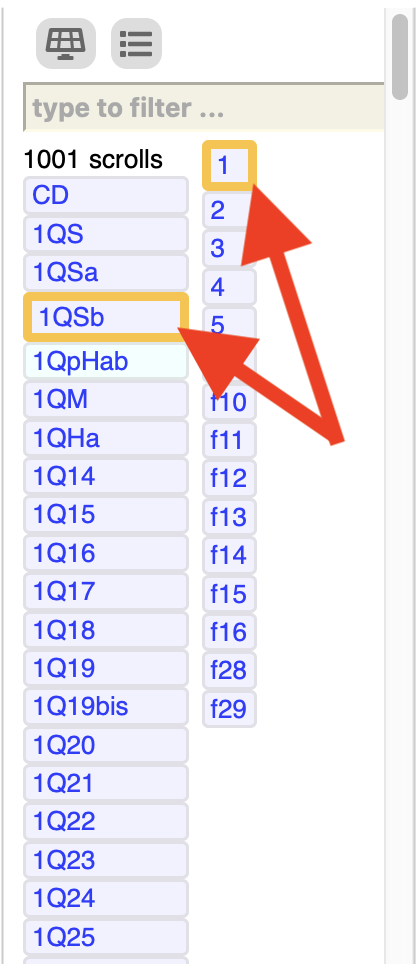 type to filter ...
1001 scrolls
CD
1QS
1QSa
1QSb
1QpHab
1QM
1QHa
1Q14
1Q15
1Q16
1Q17
1Q18
1Q19
1Q19bis
1Q20
1Q21
1Q22
1Q23
1Q24
1Q25
1
2
3
4
5
f10
f11
f12
f13
f14
f15
f16
f28
f29